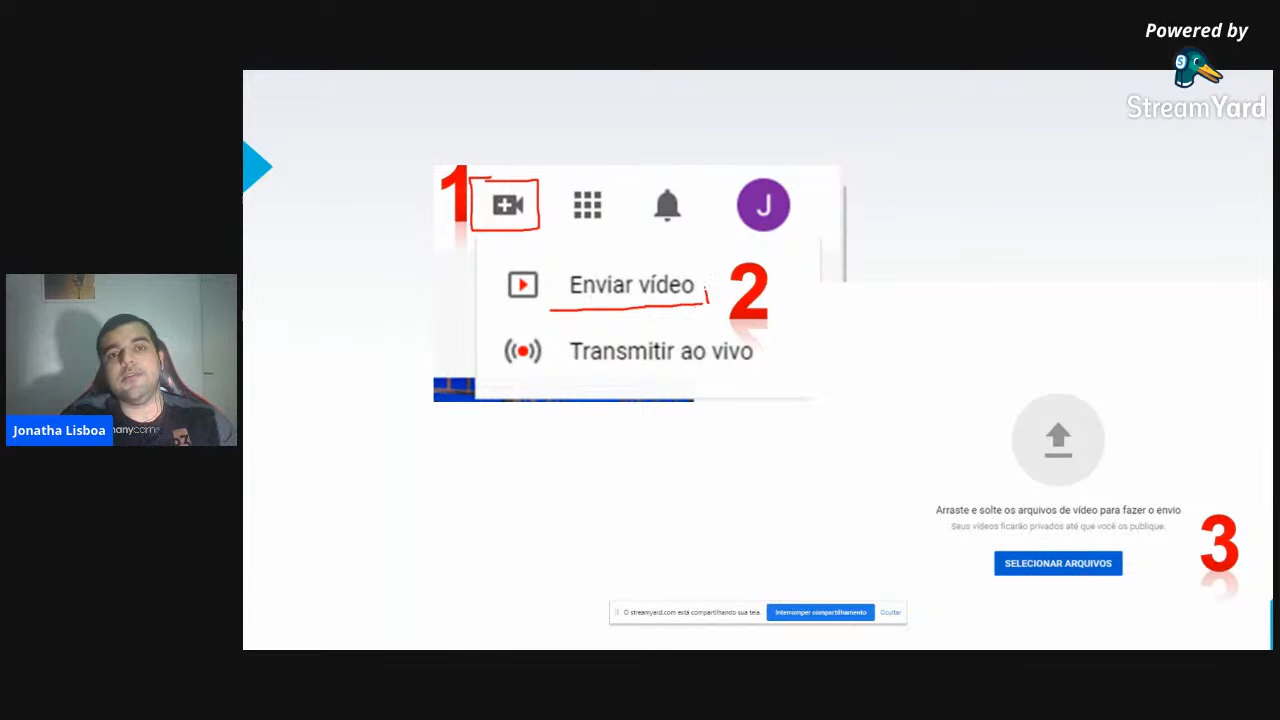 Powered by
StreamYard
1
J
Enviar vídeo
2
Transmitir ao vivo
Jonatha Lisboa
Arraste e solte os arquivos de vídeo para fazer o envio
Seus vídeos ficarão privados até que você os publique.
3
SELECIONAR ARQUIVOS
O streamyard.com está compartilhando sua tela.
Interromper compartilhamento
Ocultar